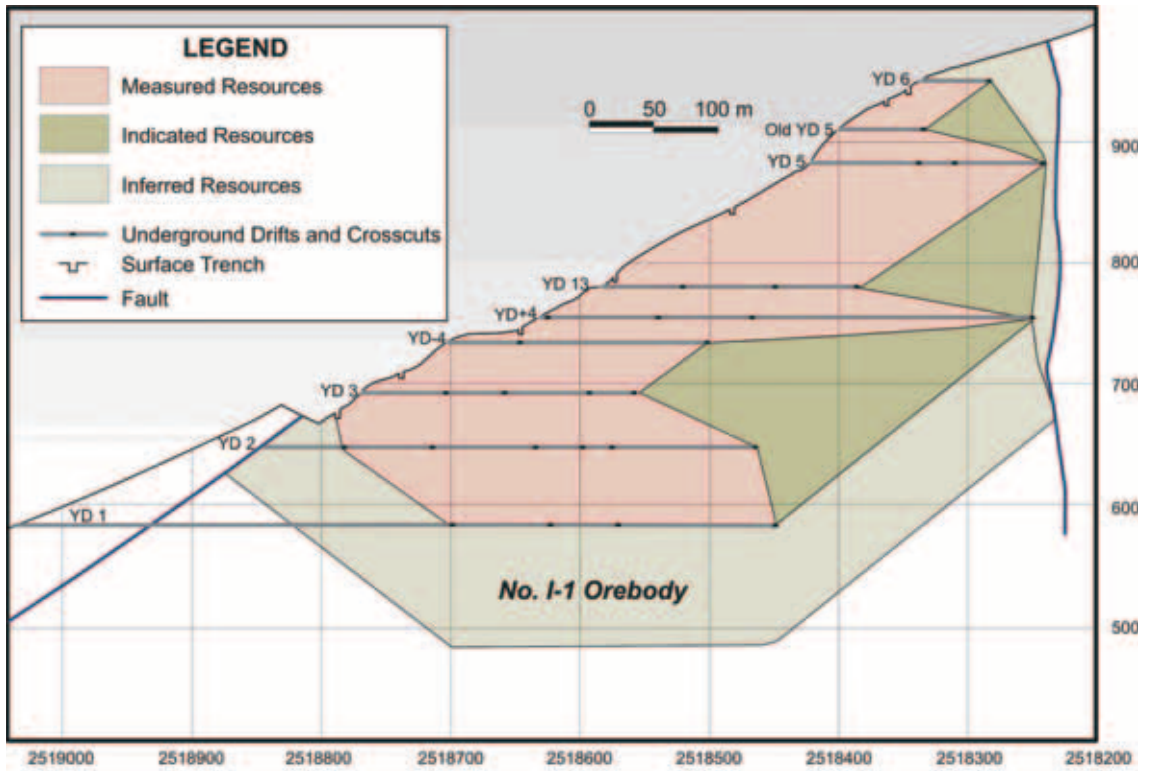 LEGEND
Measured Resources
Indicated Resources
Inferred Resources
Underground Drifts and Crosscuts
Surface Trench
Fault
0 50 100 m
YD 6
Old YD 5
YD 5
YD 13
YD+4
YD-4
YD 3
YD 2
YD 1
No. I-1 Orebody
900
800
700
600
500
2519000 2518900 2518800 2518700 2518600 2518500 2518400 2518300 2518200